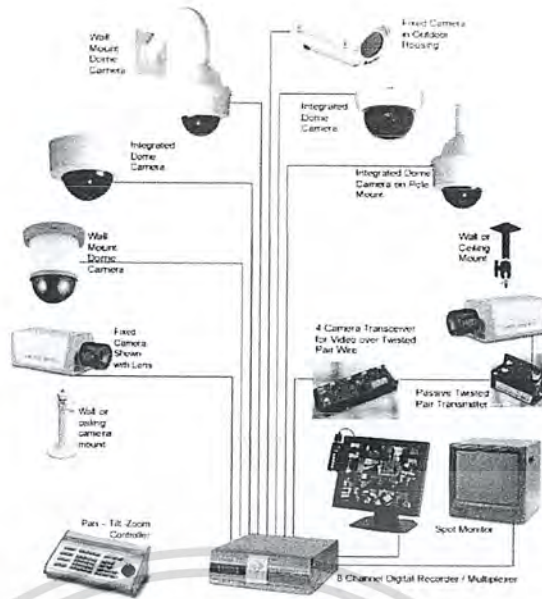 Wall
Mount
Dome
Camera
Fixed Camera
in Outdoor
Housing
Integrated
Dome
Camera
Integrated
Dome
Camera
Integrated Dome
Camera on Pole
Mount
Wall
Mount
Dome
Camera
Wall or
Ceiling
Mount
Fixed
Camera
Shown
with Lens
4 Camera Transceiver
for Video over Twisted
Pair Wire
Passive Twisted
Pair Transmitter
Wall or
ceiling
camera
mount
Spot Monitor
Pan - Tilt -Zoom
Controller
8 Channel Digital Recorder / Multiplexer